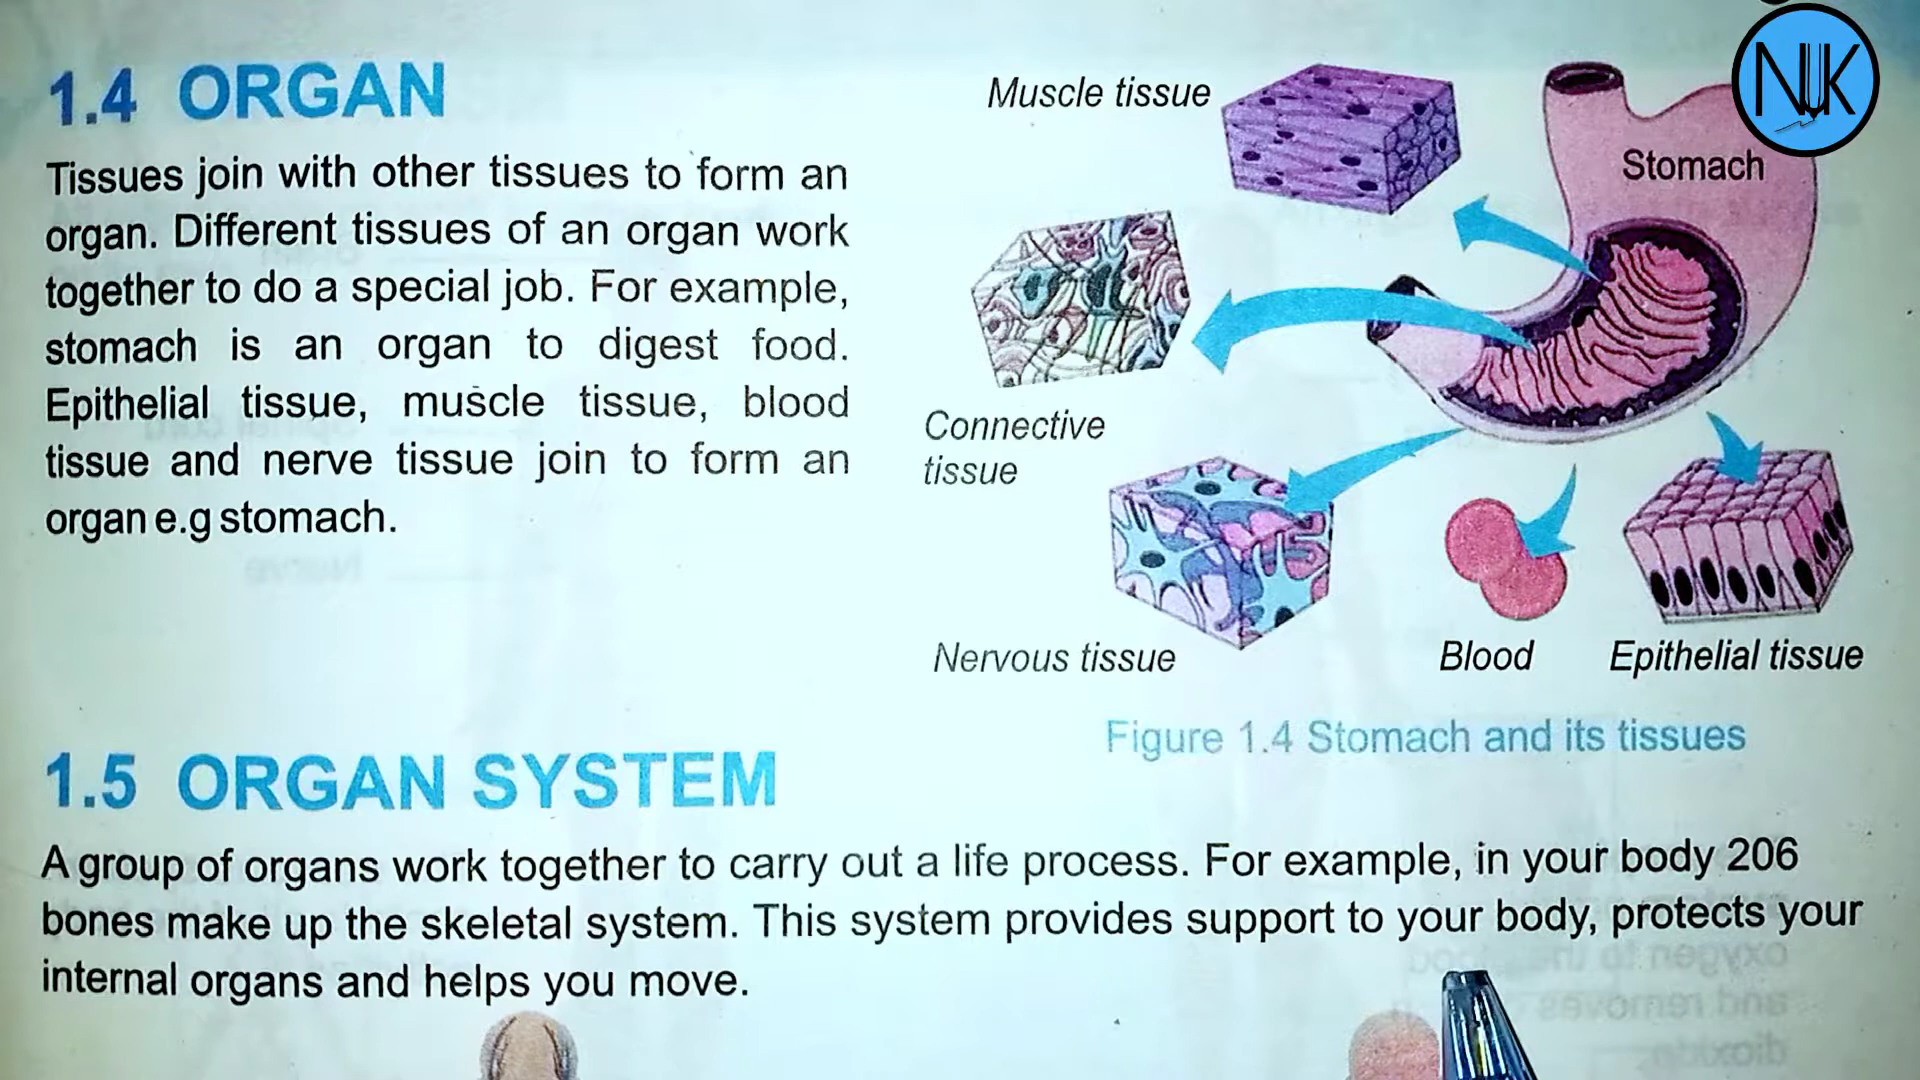 1.4 ORGAN
Tissues join with other tissues to form an
organ. Different tissues of an organ work
together to do a special job. For example,
stomach is an organ to digest food.
Epithelial tissue, muscle tissue, blood
tissue and nerve tissue join to form an
organ e.g stomach.
Muscle tissue
Stomach
NUK
Connective
tissue
Nervous tissue
Blood
Epithelial tissue
Figure 1.4 Stomach and its tissues
1.5 ORGAN SYSTEM
A group of organs work together to carry out a life process. For example, in your body 206
bones make up the skeletal system. This system provides support to your body, protects your
internal organs and helps you move.